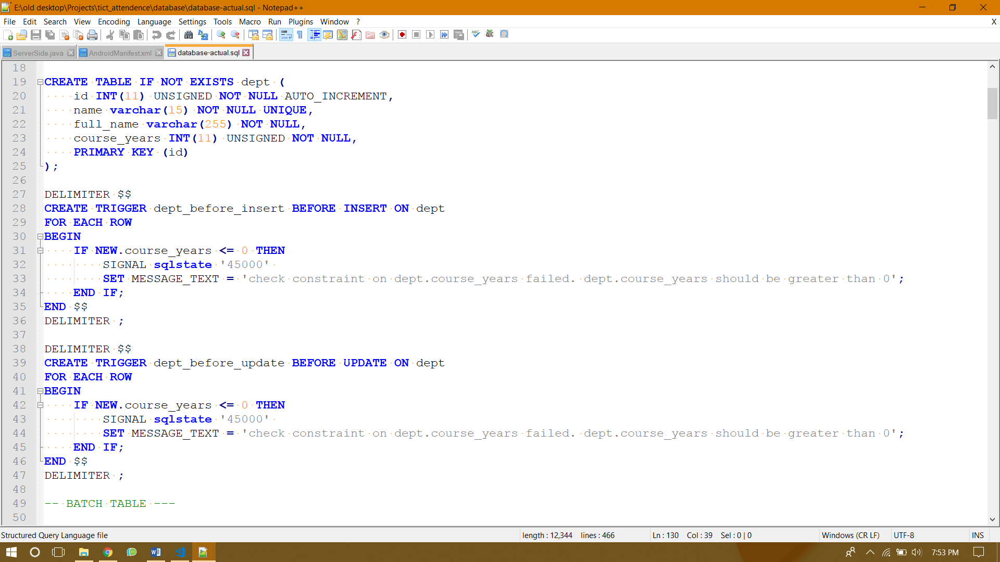 E:\old desktop\Projects\tict_attendence\database\database-actual.sql - Notepad++
File Edit Search View Encoding Language Settings Tools Macro Run Plugins Window ? X
ServerSide.java AndroidManifest.xml database-actual.sql
18
19 CREATE TABLE IF NOT EXISTS dept (
20 id INT(11) UNSIGNED NOT NULL AUTO_INCREMENT,
21 name varchar(15) NOT NULL UNIQUE,
22 full_name varchar(255) NOT NULL,
23 course_years INT(11) UNSIGNED NOT NULL,
24 PRIMARY KEY (id)
25 );
26
27 DELIMITER $$
28 CREATE TRIGGER dept_before_insert BEFORE INSERT ON dept
29 FOR EACH ROW
30 BEGIN
31 IF NEW.course_years <= 0 THEN
32 SIGNAL sqlstate '45000'
33 SET MESSAGE_TEXT = 'check constraint on dept.course_years failed. dept.course_years should be greater than 0';
34 END IF;
35 END $$
36 DELIMITER ;
37
38 DELIMITER $$
39 CREATE TRIGGER dept_before_update BEFORE UPDATE ON dept
40 FOR EACH ROW
41 BEGIN
42 IF NEW.course_years <= 0 THEN
43 SIGNAL sqlstate '45000'
44 SET MESSAGE_TEXT = 'check constraint on dept.course_years failed. dept.course_years should be greater than 0';
45 END IF;
46 END $$
47 DELIMITER ;
48
49 -- BATCH TABLE ---
50
Structured Query Language file length : 12,344 lines : 466 Ln : 130 Col : 39 Sel : 0 | 0 Windows (CR LF) UTF-8 INS
7:53 PM